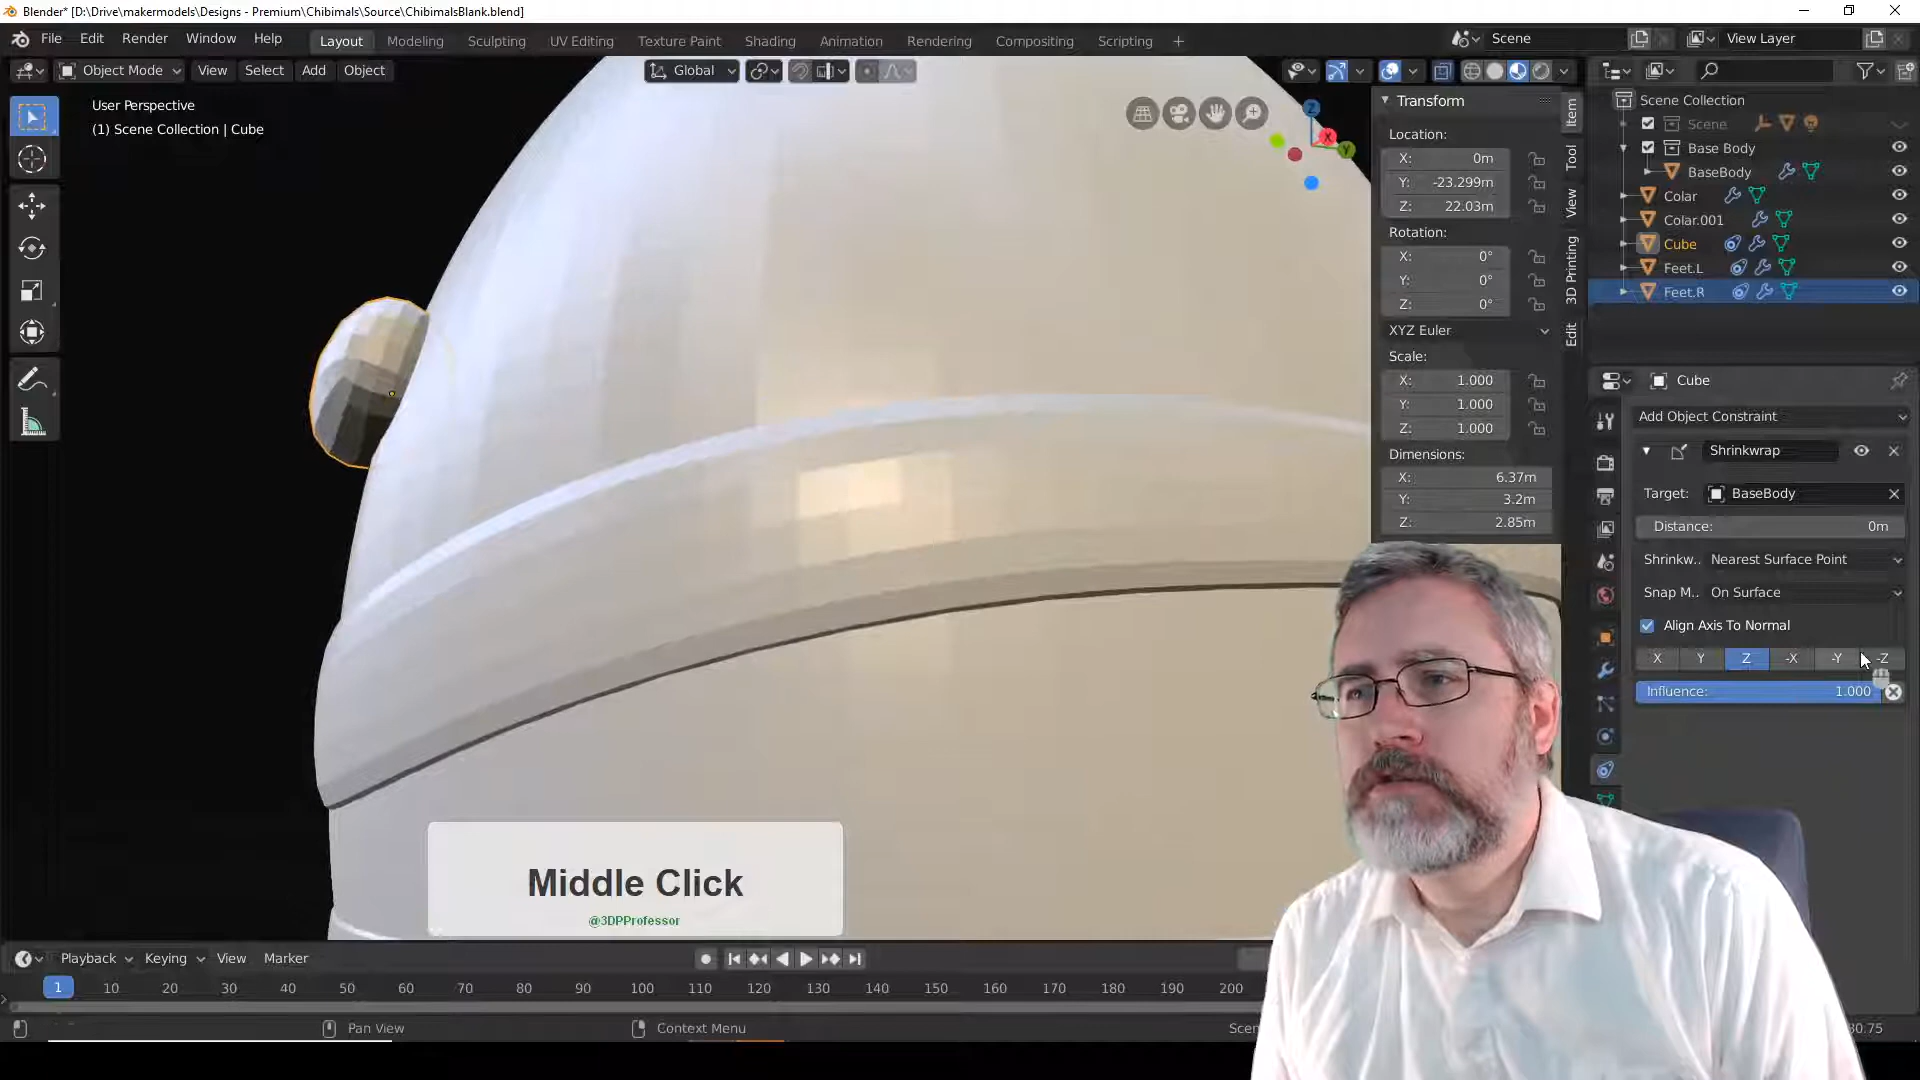 Blender* [D:\Drive\makermodels\Designs - Premium\Chibimals\Source\ChibimalsBlank.blend]
File Edit Render Window Help
Layout Modeling Sculpting UV Editing Texture Paint Shading Animation Rendering Compositing Scripting +
Scene
View Layer
Object Mode View Select Add Object
Global
User Perspective
(1) Scene Collection | Cube
Z
X
Y
Transform
Location:
X: 0m
Y: -23.299m
Z: 22.03m
Rotation:
X: 0°
Y: 0°
Z: 0°
XYZ Euler
Scale:
X: 1.000
Y: 1.000
Z: 1.000
Dimensions:
X: 6.37m
Y: 3.2m
Z: 2.85m
Item
Tool
View
3D Printing
Edit
Scene Collection
Scene
Base Body
BaseBody
Colar
Colar.001
Cube
Feet.L
Feet.R
Cube
Add Object Constraint
Shrinkwrap
Target: BaseBody
Distance: 0m
Shrinkw.. Nearest Surface Point
Snap M.. On Surface
Align Axis To Normal
X Y Z -X -Y -Z
Influence: 1.000
Middle Click
@3DPProfessor
Playback Keying View Marker
1 10 20 30 40 50 60 70 80 90 100 110 120 130 140 150 160 170 180 190 200
Pan View
Context Menu
Scen